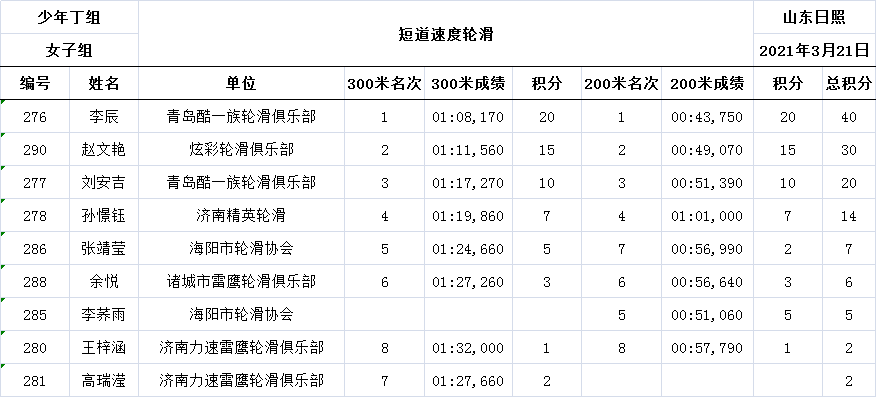 少年丁组 短道速度轮滑 山东日照
女子组 2021年3月21日
编号 姓名 单位 300米名次 300米成绩 积分 200米名次 200米成绩 积分 总积分
276 李辰 青岛酷一族轮滑俱乐部 1 01:08,170 20 1 00:43,750 20 40
290 赵文艳 炫彩轮滑俱乐部 2 01:11,560 15 2 00:49,070 15 30
277 刘安吉 青岛酷一族轮滑俱乐部 3 01:17,270 10 3 00:51,390 10 20
278 孙憬钰 济南精英轮滑 4 01:19,860 7 4 01:01,000 7 14
286 张靖莹 海阳市轮滑协会 5 01:24,660 5 7 00:56,990 2 7
288 余悦 诸城市雷鹰轮滑俱乐部 6 01:27,260 3 6 00:56,640 3 6
285 李荞雨 海阳市轮滑协会 5 00:51,060 5 5
280 王梓涵 济南力速雷鹰轮滑俱乐部 8 01:32,000 1 8 00:57,790 1 2
281 高瑞滢 济南力速雷鹰轮滑俱乐部 7 01:27,660 2 2